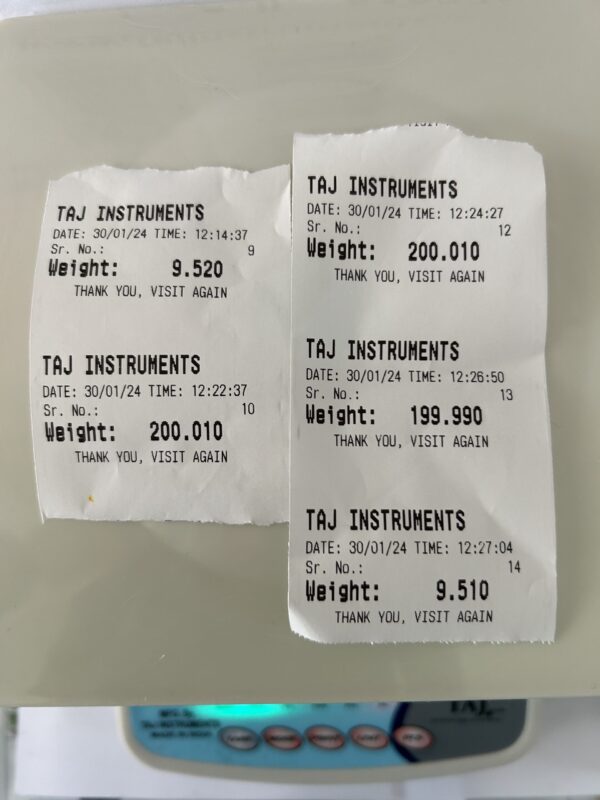 TAJ INSTRUMENTS
DATE: 30/01/24 TIME: 12:14:37
Sr. No.: 9
Weight: 9.520
THANK YOU, VISIT AGAIN
TAJ INSTRUMENTS
DATE: 30/01/24 TIME: 12:22:37
Sr. No.: 10
Weight: 200.010
THANK YOU, VISIT AGAIN
TAJ INSTRUMENTS
DATE: 30/01/24 TIME: 12:24:27
Sr. No.: 12
Weight: 200.010
THANK YOU, VISIT AGAIN
TAJ INSTRUMENTS
DATE: 30/01/24 TIME: 12:26:50
Sr. No.: 13
Weight: 199.990
THANK YOU, VISIT AGAIN
TAJ INSTRUMENTS
DATE: 30/01/24 TIME: 12:27:04
Sr. No.: 14
Weight: 9.510
THANK YOU, VISIT AGAIN
TAJ